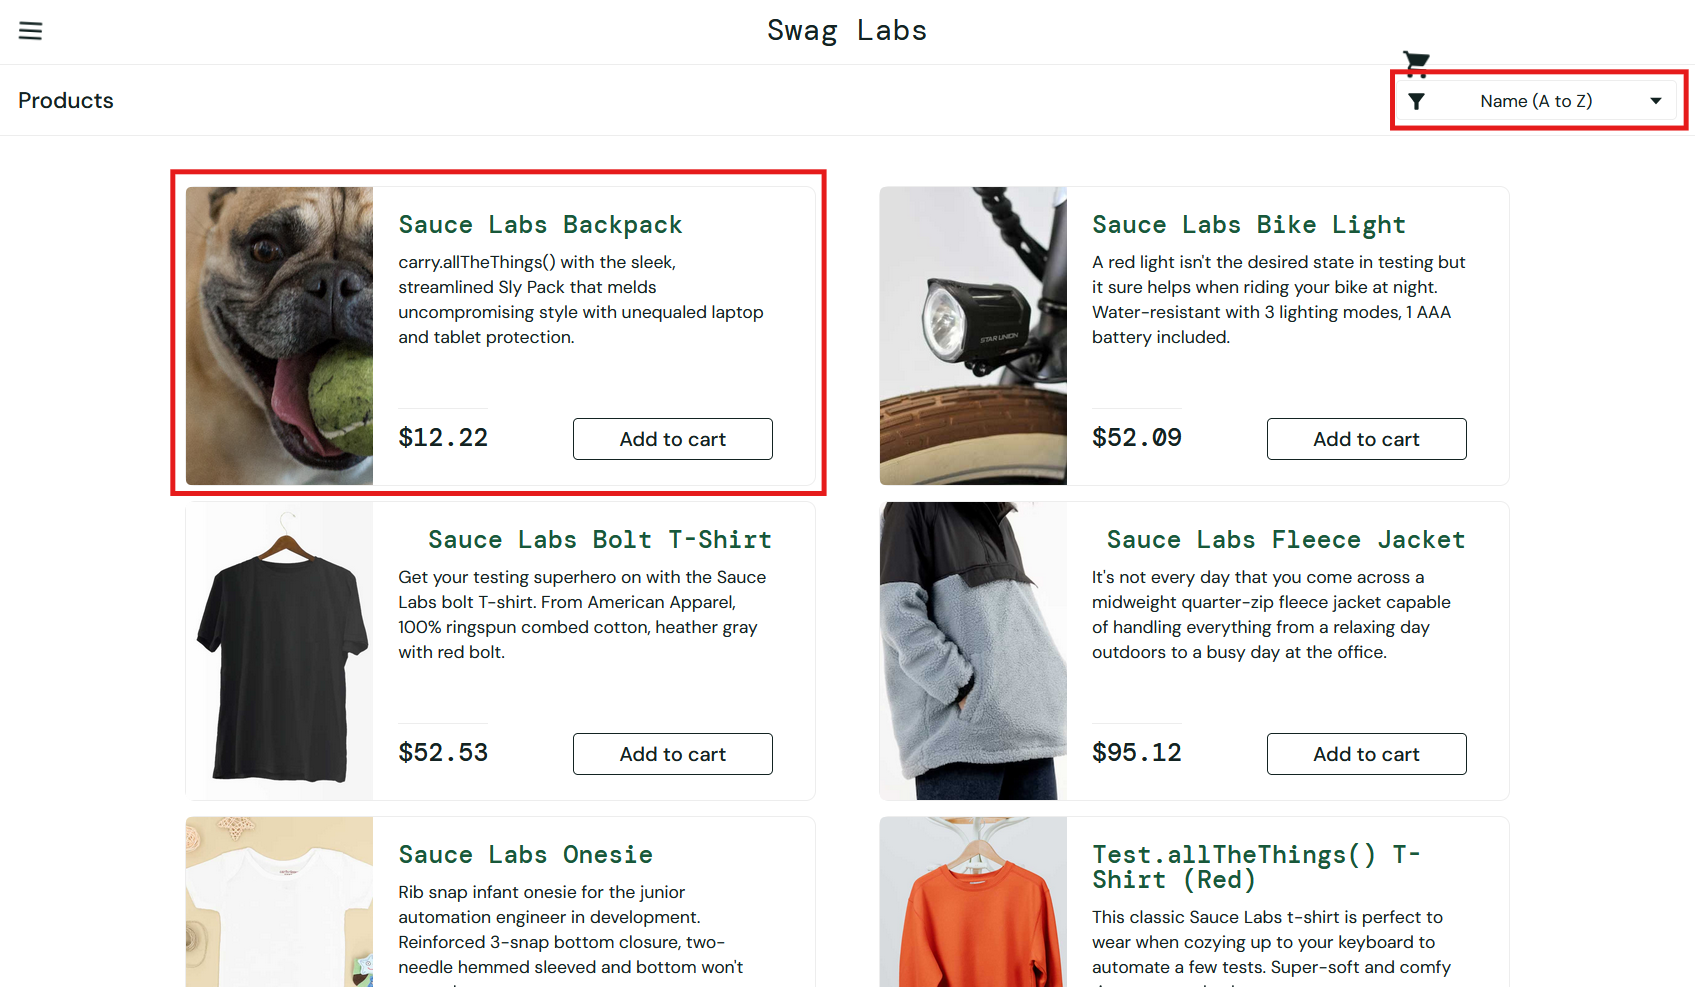 Swag Labs
Products
Name (A to Z)
Sauce Labs Backpack
carry.allTheThings() with the sleek,
streamlined Sly Pack that melds
uncompromising style with unequaled laptop
and tablet protection.
$12.22
Add to cart
Sauce Labs Bike Light
A red light isn't the desired state in testing but
it sure helps when riding your bike at night.
Water-resistant with 3 lighting modes, 1 AAA
battery included.
STAR UNION
$52.09
Add to cart
Sauce Labs Bolt T-Shirt
Get your testing superhero on with the Sauce
Labs bolt T-shirt. From American Apparel,
100% ringspun combed cotton, heather gray
with red bolt.
$52.53
Add to cart
Sauce Labs Fleece Jacket
It's not every day that you come across a
midweight quarter-zip fleece jacket capable
of handling everything from a relaxing day
outdoors to a busy day at the office.
$95.12
Add to cart
Sauce Labs Onesie
Rib snap infant onesie for the junior
automation engineer in development.
Reinforced 3-snap bottom closure, two-
needle hemmed sleeved and bottom won't
Test.allTheThings() T-
Shirt (Red)
This classic Sauce Labs t-shirt is perfect to
wear when cozying up to your keyboard to
automate a few tests. Super-soft and comfy